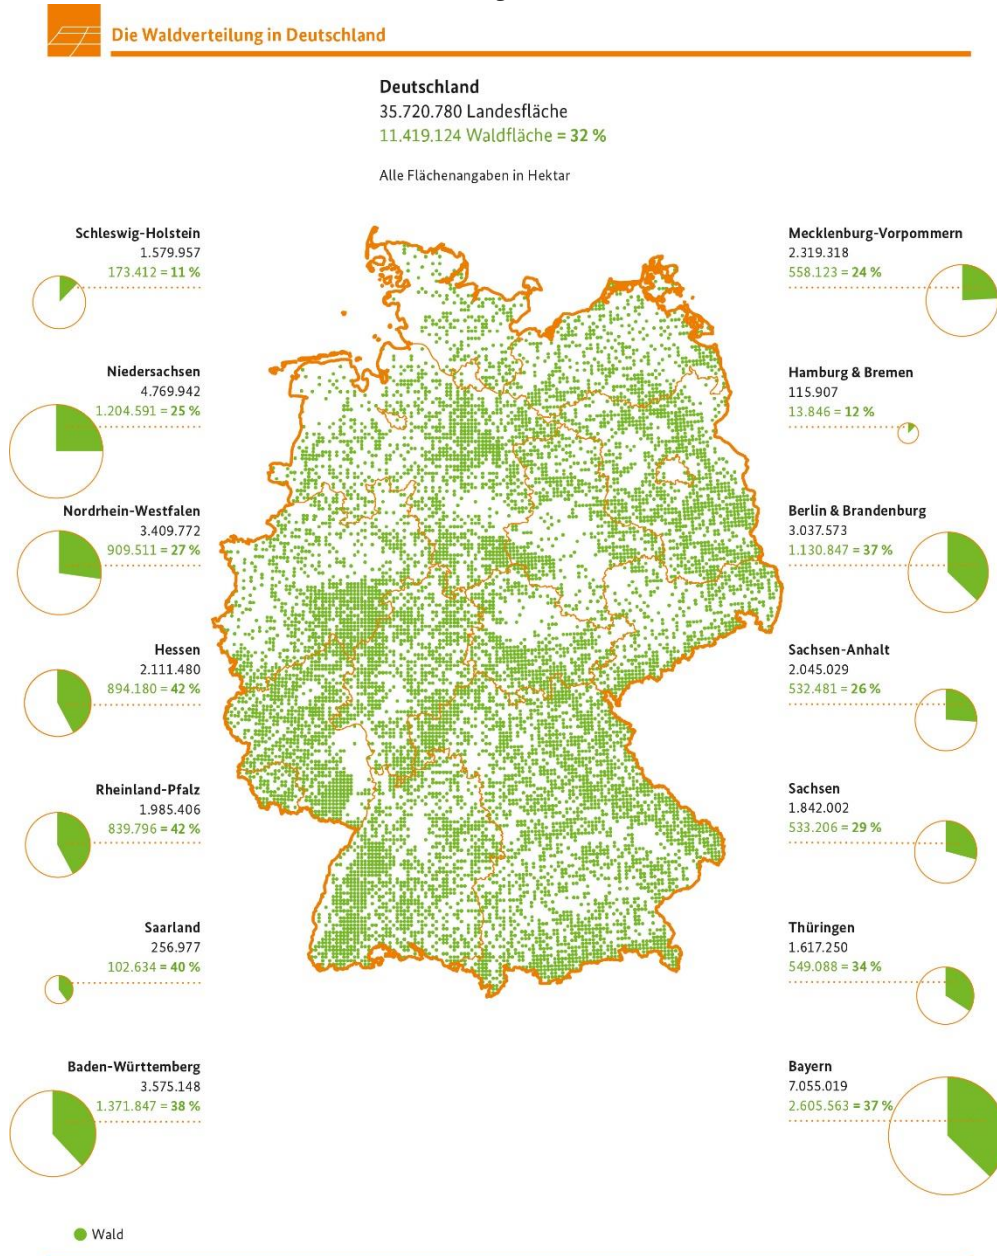 Die Waldverteilung in Deutschland
Deutschland
35.720.780 Landesfläche
11.419.124 Waldfläche = 32 %
Alle Flächenangaben in Hektar
Schleswig-Holstein
1.579.957
173.412 = 11 %
Niedersachsen
4.769.942
1.204.591 = 25 %
Nordrhein-Westfalen
3.409.772
909.511 = 27 %
Hessen
2.111.480
894.180 = 42 %
Rheinland-Pfalz
1.985.406
839.796 = 42 %
Saarland
256.977
102.634 = 40 %
Baden-Württemberg
3.575.148
1.371.847 = 38 %
Mecklenburg-Vorpommern
2.319.318
558.123 = 24 %
Hamburg & Bremen
115.907
13.846 = 12 %
Berlin & Brandenburg
3.037.573
1.130.847 = 37 %
Sachsen-Anhalt
2.045.029
532.481 = 26 %
Sachsen
1.842.002
533.206 = 29 %
Thüringen
1.617.250
549.088 = 34 %
Bayern
7.055.019
2.605.563 = 37 %
Wald